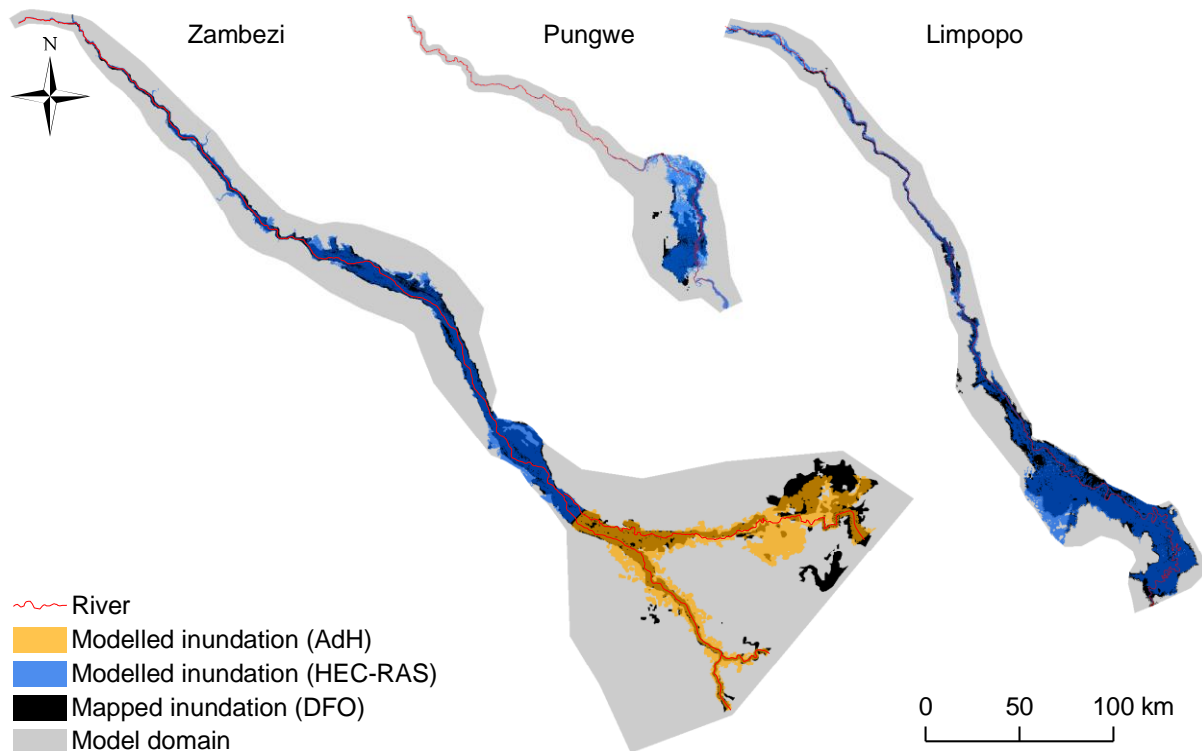 Zambezi
Pungwe
Limpopo
N
River
Modelled inundation (AdH)
Modelled inundation (HEC-RAS)
Mapped inundation (DFO)
Model domain
0 50 100 km